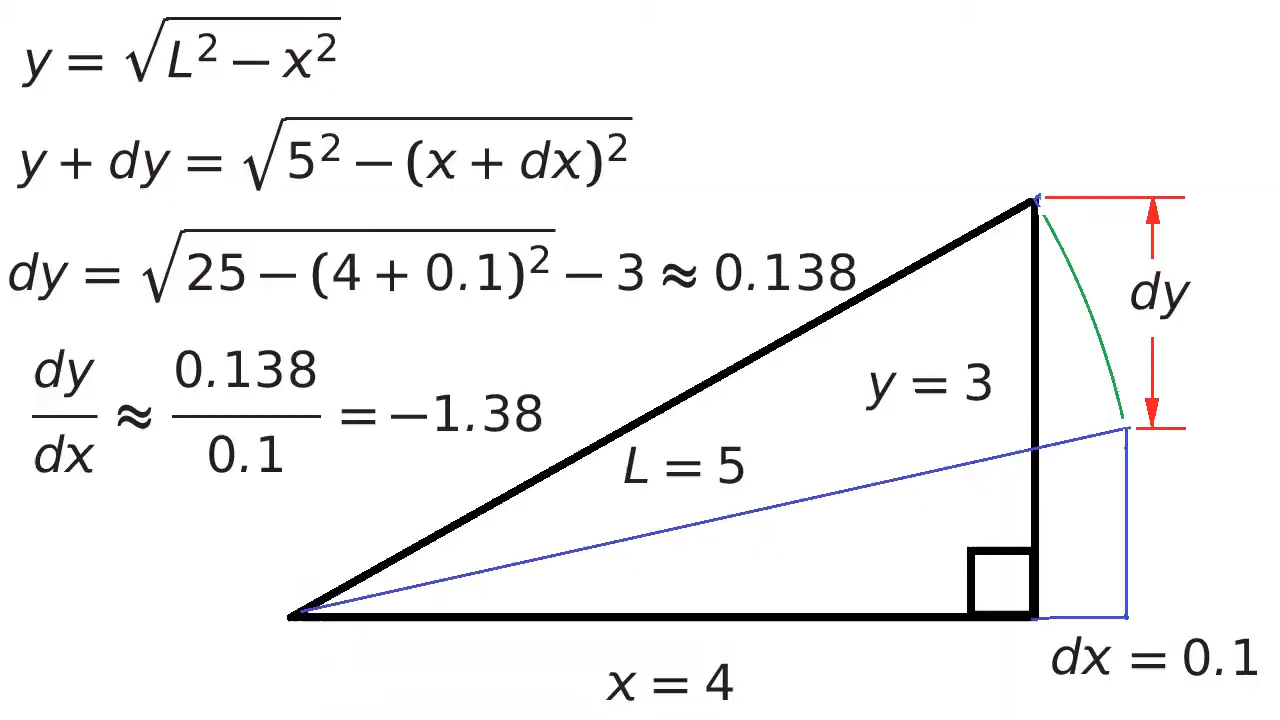 y = √(L² − x²)
y + dy = √(5² − (x + dx)²)
dy = √(25 − (4 + 0.1)²) − 3 ≈ 0.138
dy/dx ≈ 0.138/0.1 = −1.38
dy
y = 3
L = 5
dx = 0.1
x = 4